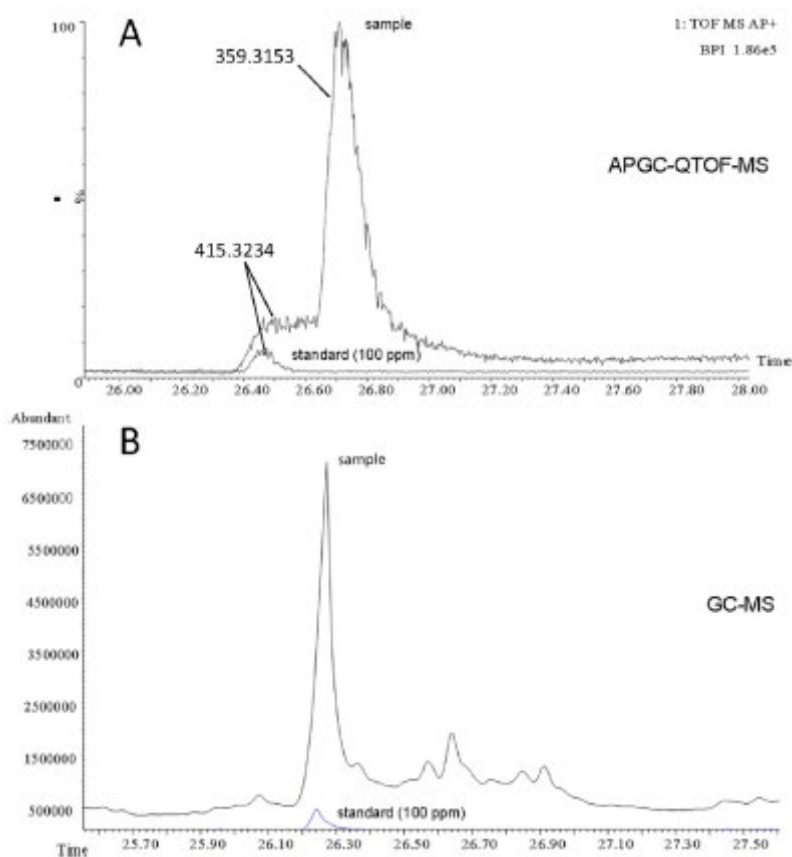 A
sample
1: TOF MS AP+
BPI 1.86e5
100
359.3153
APGC-QTOF-MS
%
415.3234
standard (100 ppm)
Time
0
26.00 26.20 26.40 26.60 26.80 27.00 27.20 27.40 27.60 27.80 28.00
Abundant
B
7500000
sample
6500000
5500000
4500000
GC-MS
3500000
2500000
1500000
500000
standard (100 ppm)
Time
25.70 25.90 26.10 26.30 26.50 26.70 26.90 27.10 27.30 27.50